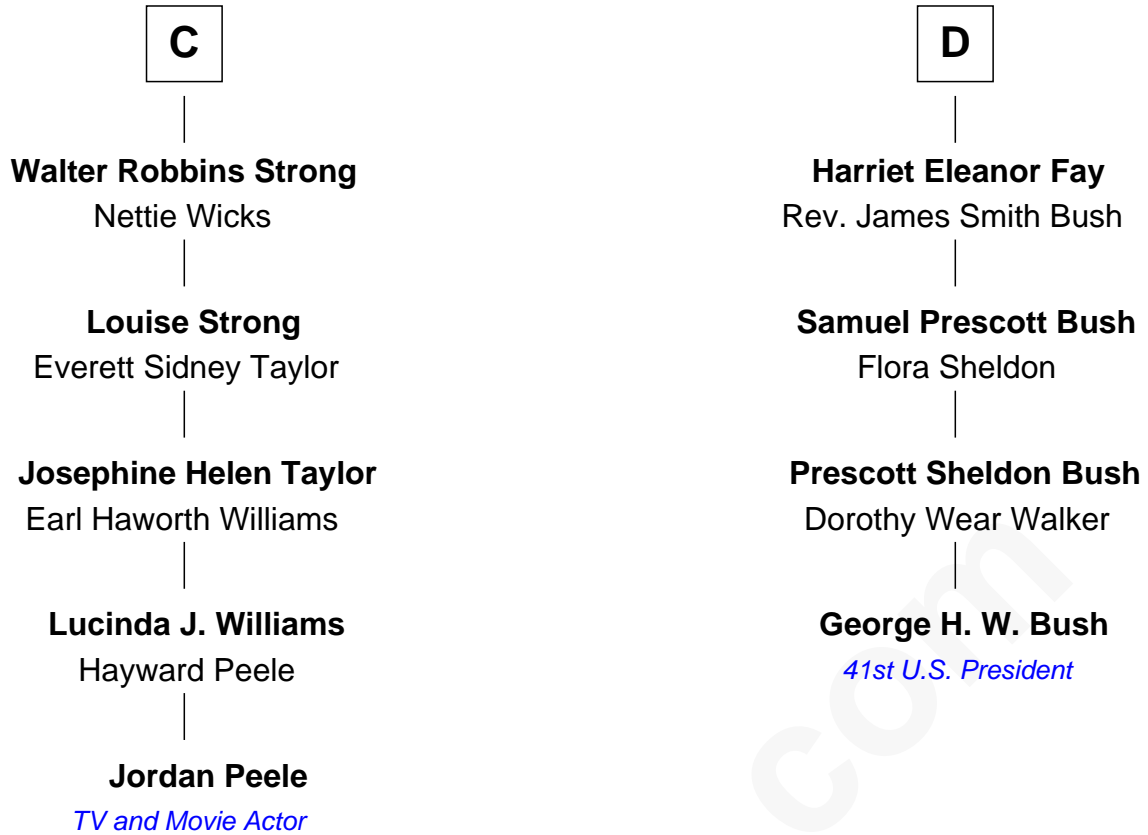 C
Walter Robbins Strong
Nettie Wicks
Louise Strong
Everett Sidney Taylor
Josephine Helen Taylor
Earl Haworth Williams
Lucinda J. Williams
Hayward Peele
Jordan Peele
TV and Movie Actor
D
Harriet Eleanor Fay
Rev. James Smith Bush
Samuel Prescott Bush
Flora Sheldon
Prescott Sheldon Bush
Dorothy Wear Walker
George H. W. Bush
41st U.S. President
com